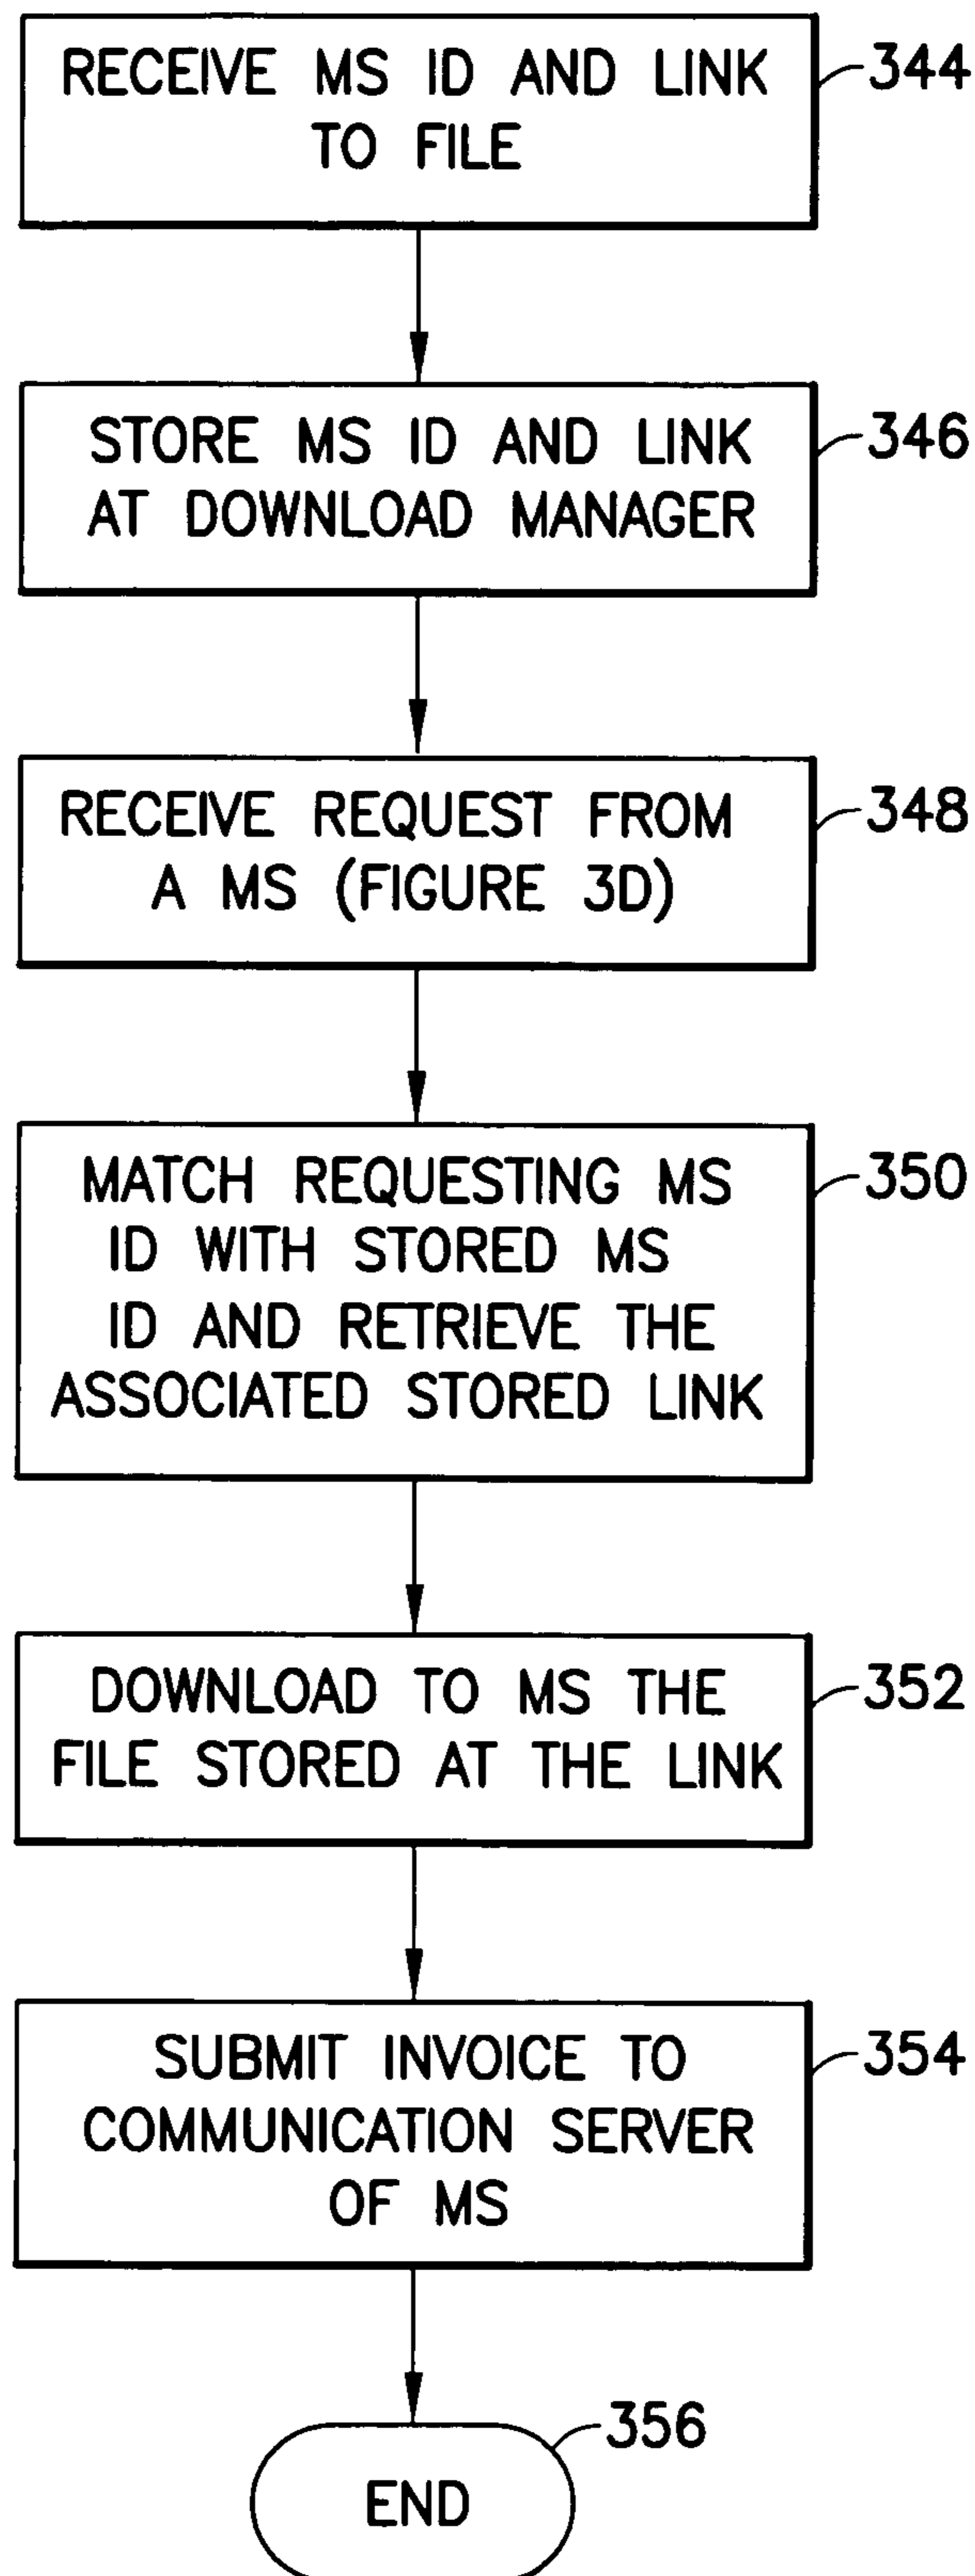 RECEIVE MS ID AND LINK
TO FILE
344
STORE MS ID AND LINK
AT DOWNLOAD MANAGER
346
RECEIVE REQUEST FROM
A MS (FIGURE 3D)
348
MATCH REQUESTING MS
ID WITH STORED MS
ID AND RETRIEVE THE
ASSOCIATED STORED LINK
350
DOWNLOAD TO MS THE
FILE STORED AT THE LINK
352
SUBMIT INVOICE TO
COMMUNICATION SERVER
OF MS
354
END
356